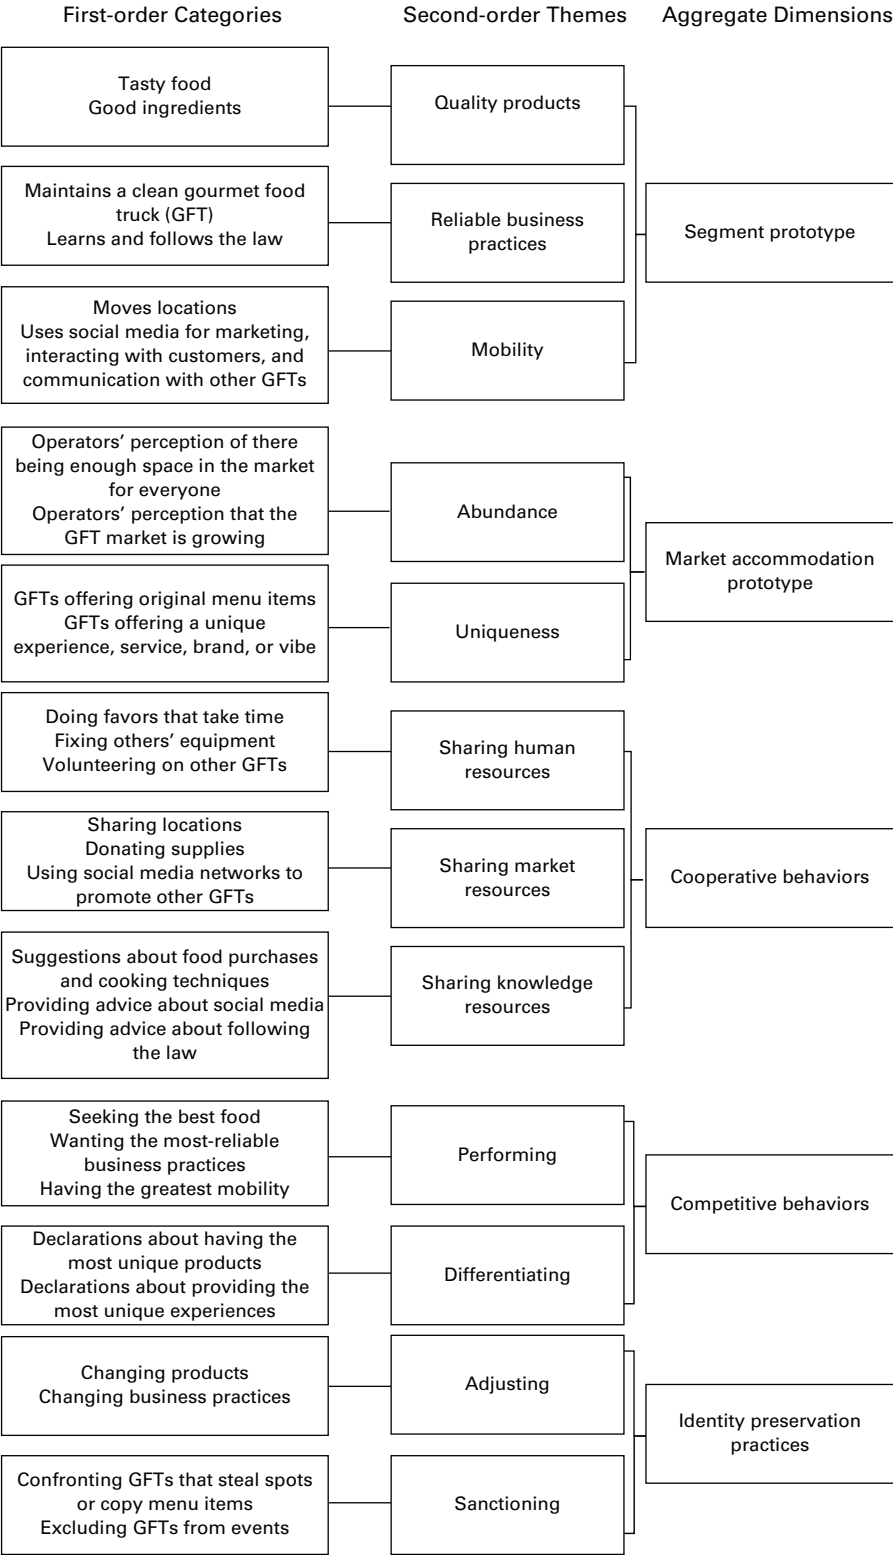 First-order Categories
Second-order Themes
Aggregate Dimensions
Tasty food
Good ingredients
Quality products
Maintains a clean gourmet food
truck (GFT)
Learns and follows the law
Reliable business
practices
Segment prototype
Moves locations
Uses social media for marketing,
interacting with customers, and
communication with other GFTs
Mobility
Operators’ perception of there
being enough space in the market
for everyone
Operators’ perception that the
GFT market is growing
Abundance
Market accommodation
prototype
GFTs offering original menu items
GFTs offering a unique
experience, service, brand, or vibe
Uniqueness
Doing favors that take time
Fixing others’ equipment
Volunteering on other GFTs
Sharing human
resources
Sharing locations
Donating supplies
Using social media networks to
promote other GFTs
Sharing market
resources
Cooperative behaviors
Suggestions about food purchases
and cooking techniques
Providing advice about social media
Providing advice about following
the law
Sharing knowledge
resources
Seeking the best food
Wanting the most-reliable
business practices
Having the greatest mobility
Performing
Competitive behaviors
Declarations about having the
most unique products
Declarations about providing the
most unique experiences
Differentiating
Changing products
Changing business practices
Adjusting
Identity preservation
practices
Confronting GFTs that steal spots
or copy menu items
Excluding GFTs from events
Sanctioning